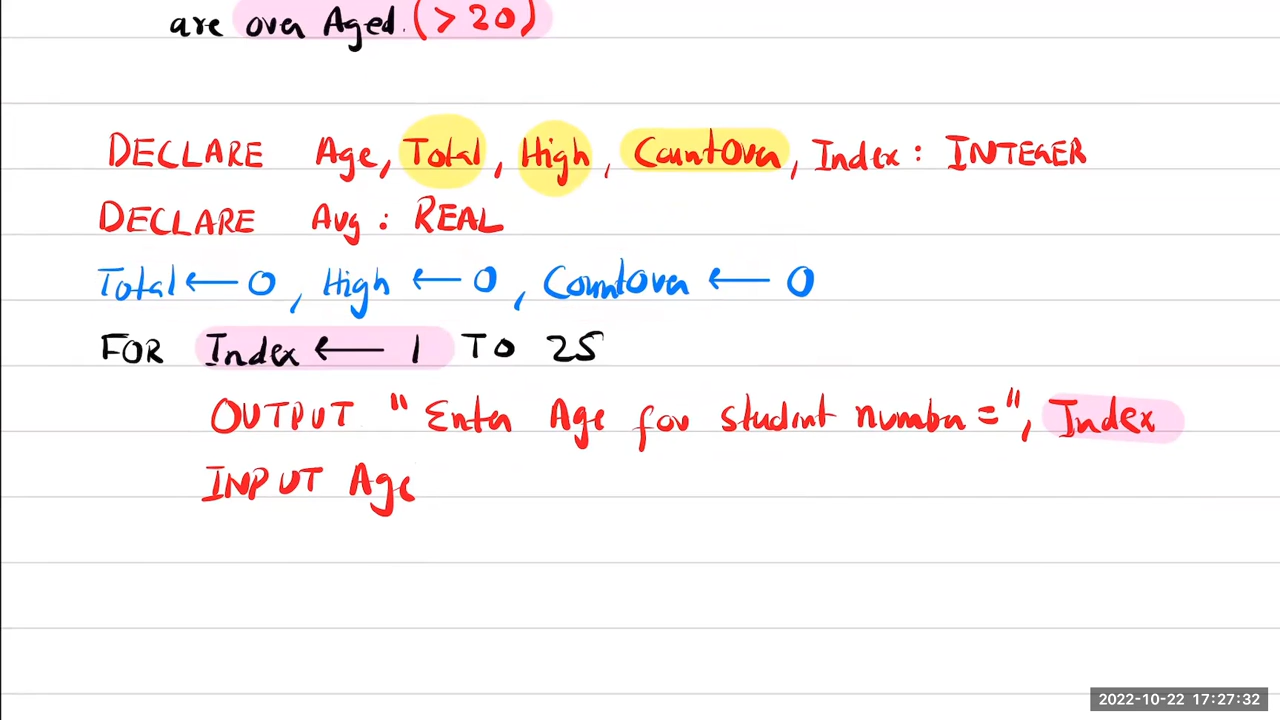 are over Aged. (>20)
DECLARE Age, Total, High, CountOver, Index : INTEGER
DECLARE Avg : REAL
Total ← 0, High ← 0, CountOver ← 0
FOR Index ← 1 TO 25
OUTPUT "Enter Age for student number=", Index
INPUT Age
2022-10-22 17:27:32